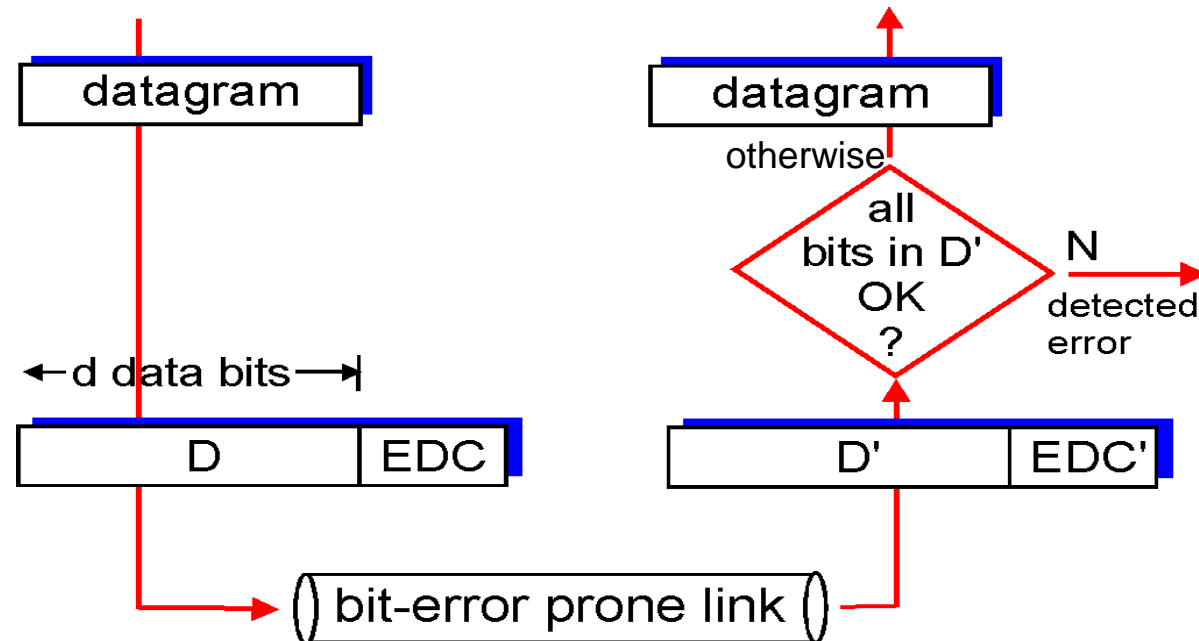 datagram
datagram
otherwise
all
bits in D'
OK
?
N
detected
error
d data bits
D
EDC
D'
EDC'
bit-error prone link